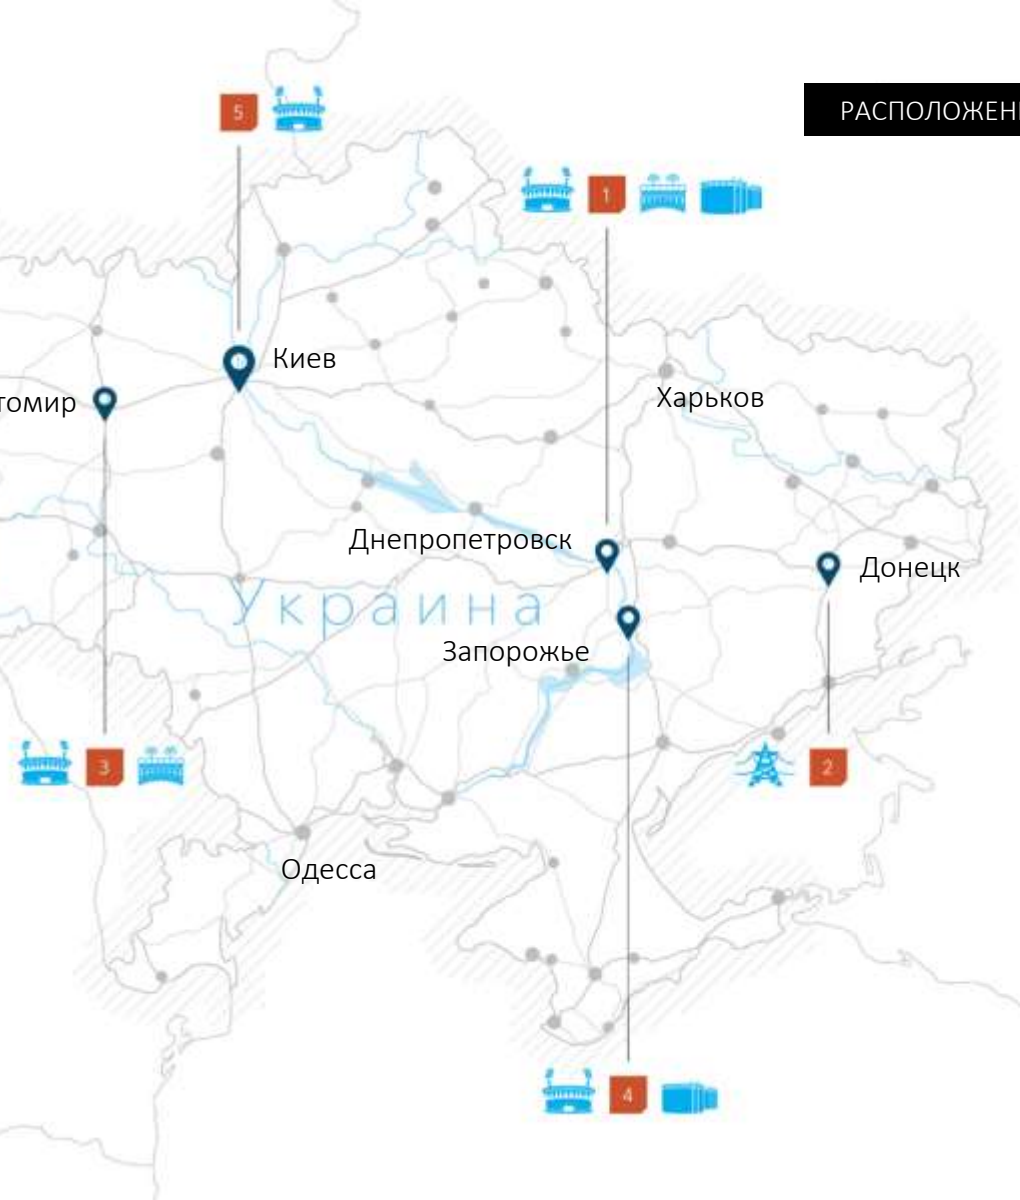 5
РАСПОЛОЖЕН
1
Киев
Харьков
томир
Днепропетровск
Донецк
Украина
Запорожье
3
2
Одесса
4